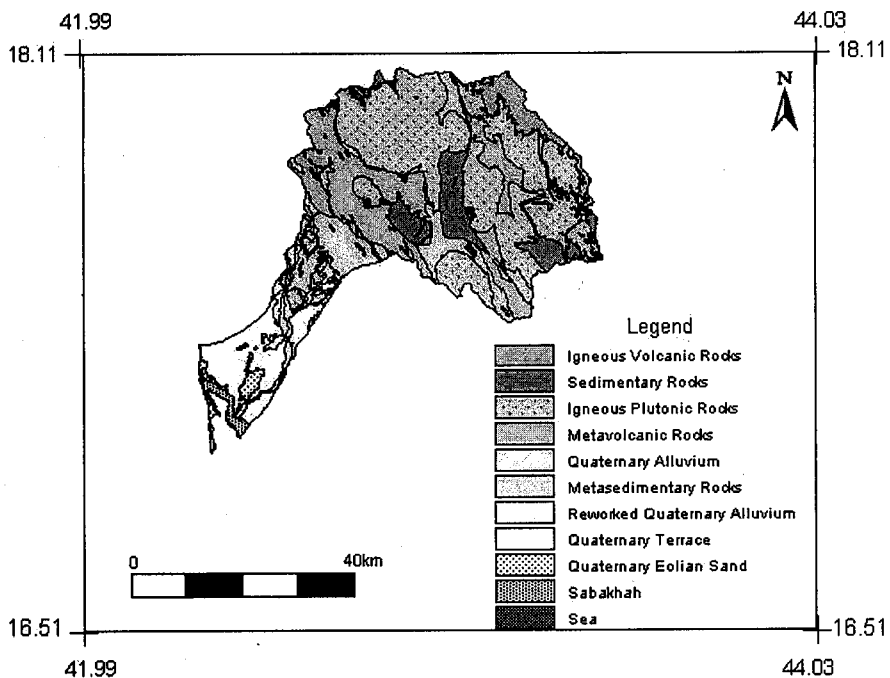 41.99
44.03
18.11
18.11
N
Legend
Igneous Volcanic Rocks
Sedimentary Rocks
Igneous Plutonic Rocks
Metavolcanic Rocks
Quaternary Alluvium
Metasedimentary Rocks
Reworked Quaternary Alluvium
Quaternary Terrace
Quaternary Eolian Sand
Sabakhah
Sea
0 40km
16.51
16.51
41.99
44.03